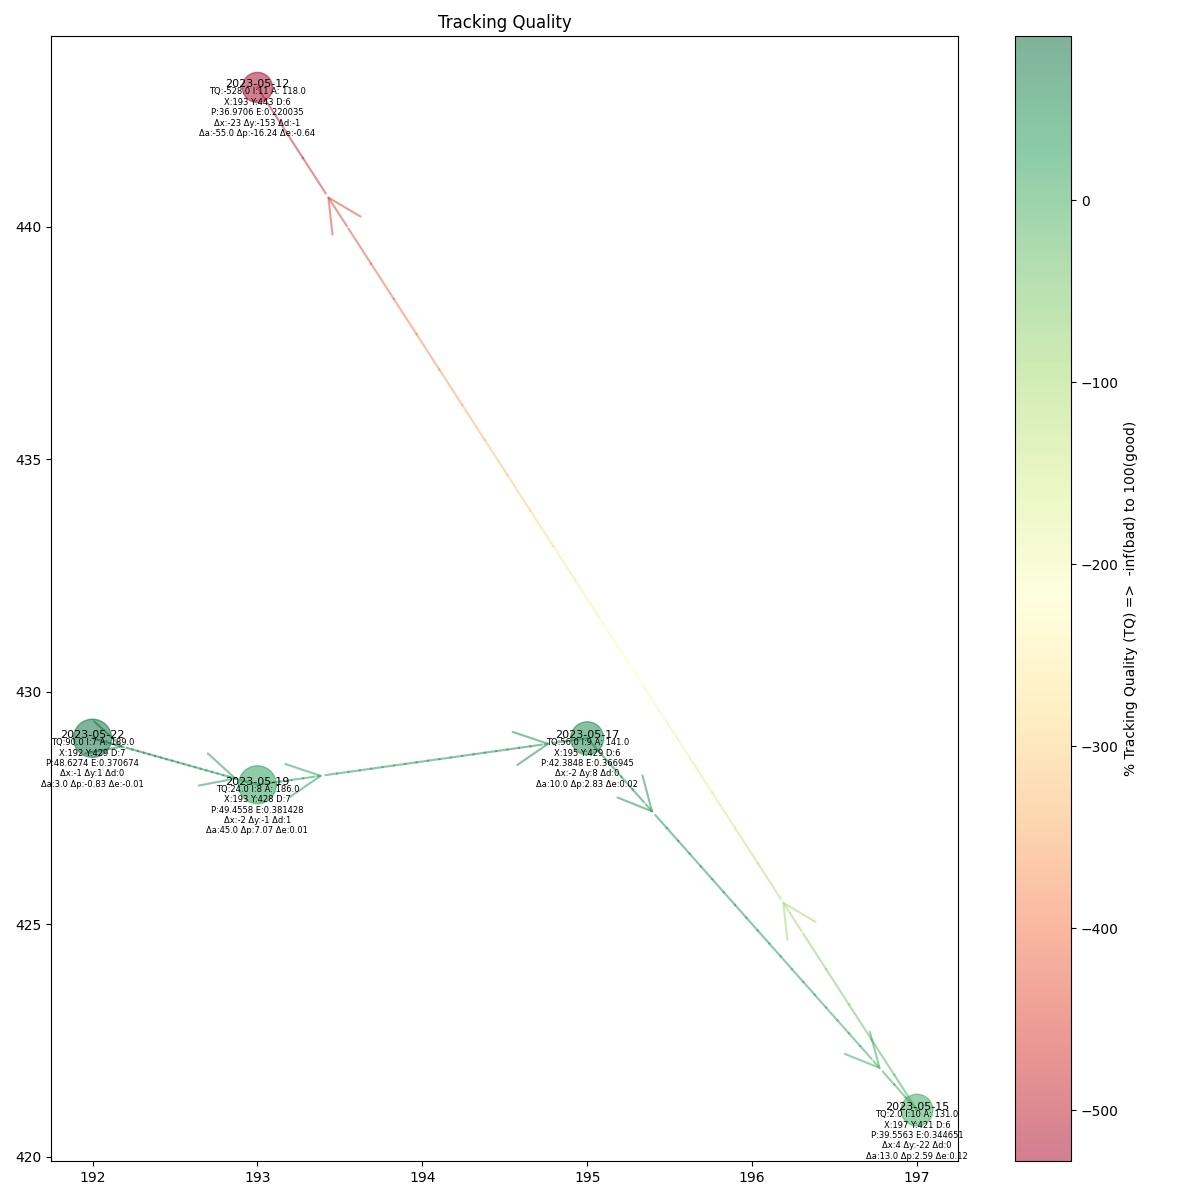 Tracking Quality
2023-05-12
TQ:-528.0 I:11 A: 118.0
X:193 Y:443 D:6
P:36.9706 E:0.220035
Δx:-23 Δy:-153 Δd:-1
Δa:-55.0 Δp:-16.24 Δe:-0.64
2023-05-22
TQ:90.0 I:7 A: 189.0
X:192 Y:429 D:7
P:48.6274 E:0.370674
Δx:-1 Δy:1 Δd:0
Δa:3.0 Δp:-0.83 Δe:-0.01
2023-05-19
TQ:24.0 I:8 A: 186.0
X:193 Y:428 D:7
P:49.4558 E:0.381428
Δx:-2 Δy:-1 Δd:1
Δa:45.0 Δp:7.07 Δe:0.01
2023-05-17
TQ:56.0 I:9 A: 141.0
X:195 Y:429 D:6
P:42.3848 E:0.366945
Δx:-2 Δy:8 Δd:0
Δa:10.0 Δp:2.83 Δe:0.02
2023-05-15
TQ:2.0 I:10 A: 131.0
X:197 Y:421 D:6
P:39.5563 E:0.344651
Δx:4 Δy:-22 Δd:0
Δa:13.0 Δp:2.59 Δe:0.12
440
435
430
425
420
192
193
194
195
196
197
0
−100
−200
−300
−400
−500
% Tracking Quality (TQ) => -inf(bad) to 100(good)